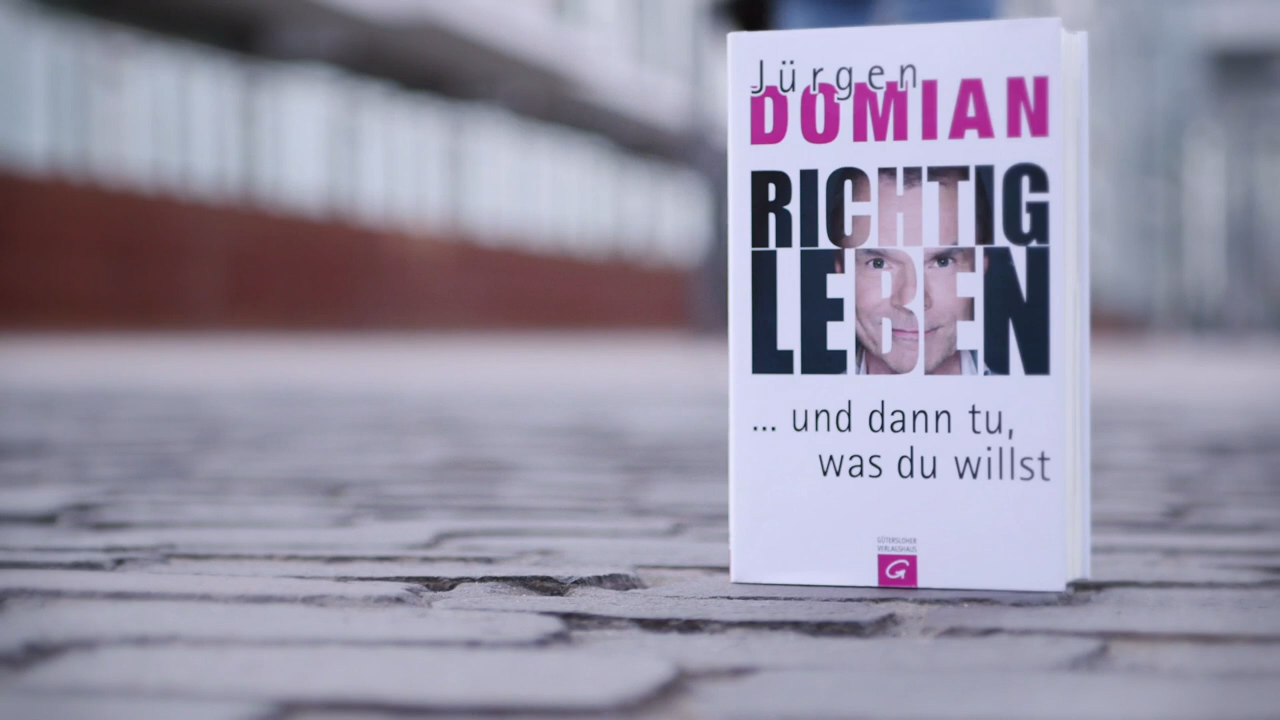 Jürgen
DOMIAN
RICHTIG
LEBEN
... und dann tu,
was du willst
GÜTERSLOHER
VERLAGSHAUS
G